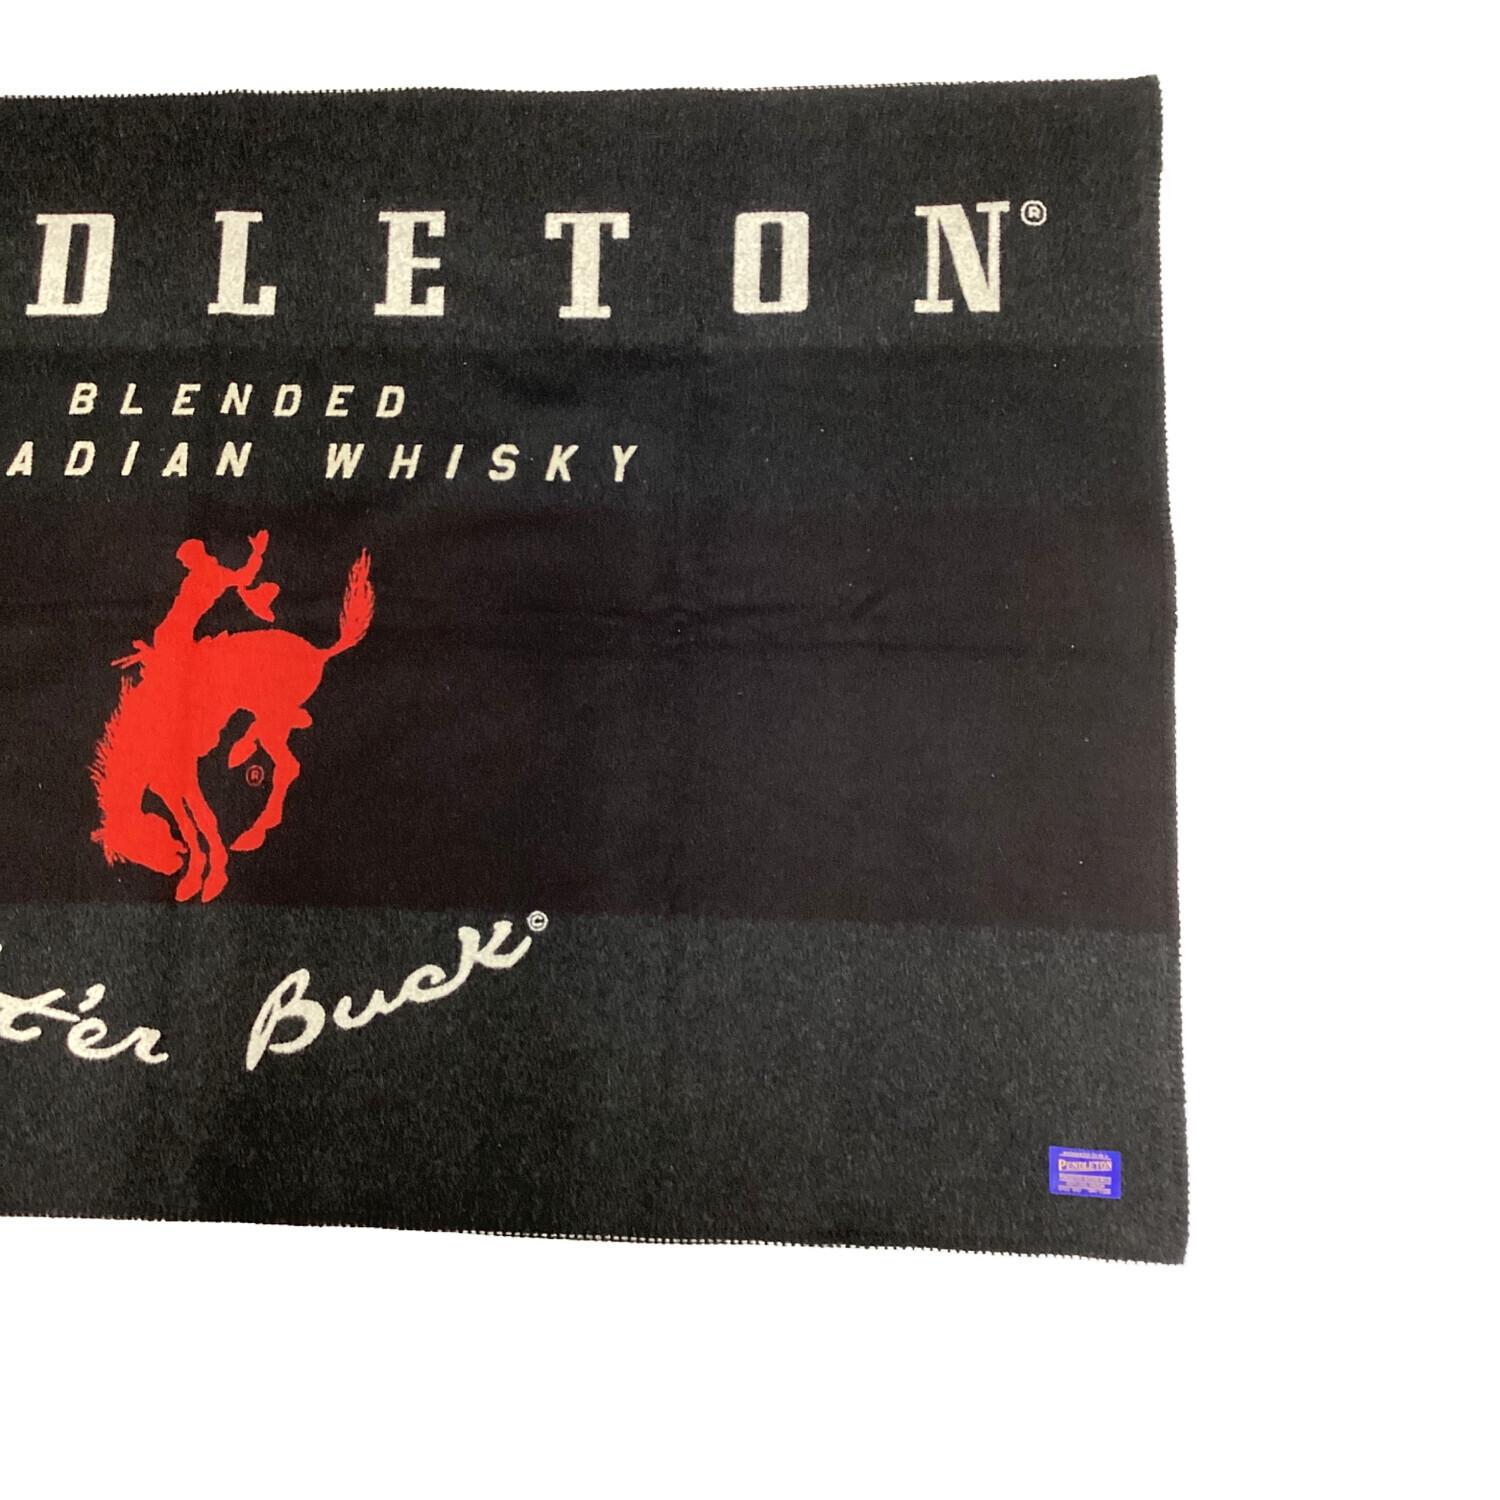 DLETON®
BLENDED
ADIAN WHISKY
®
t'er Buck©
PENDLETON